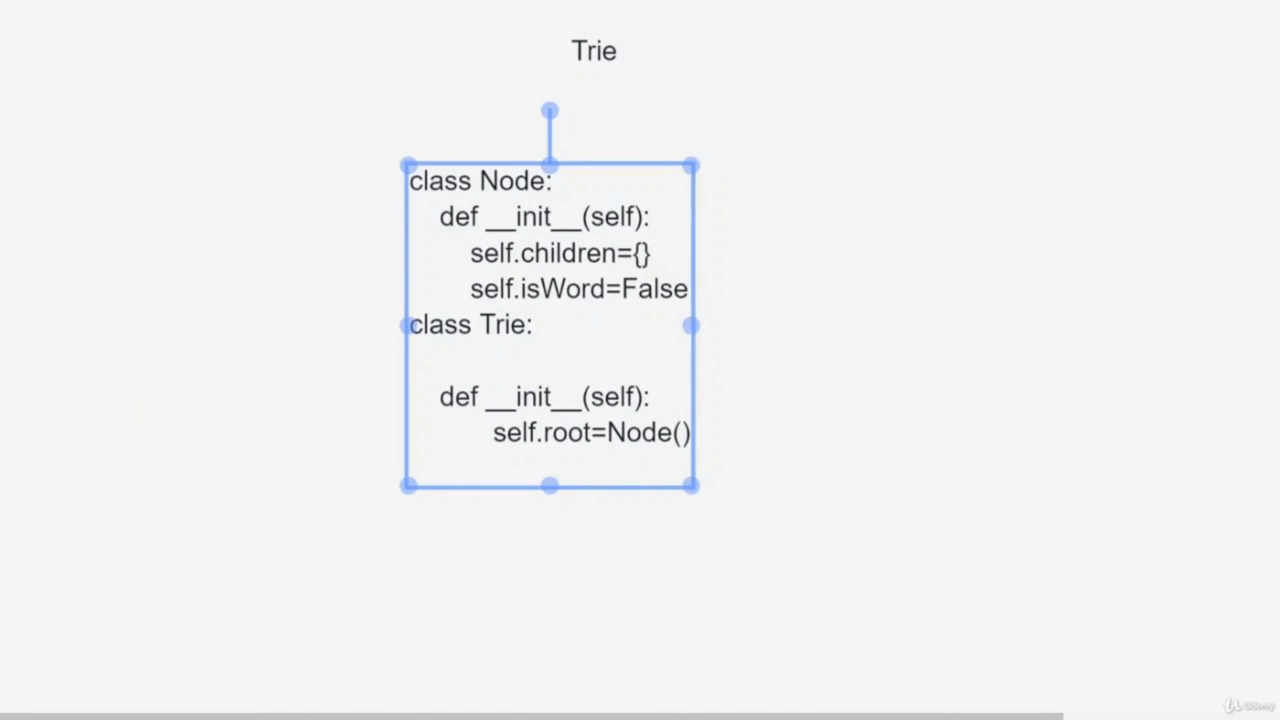 Trie
class Node:
    def __init__(self):
        self.children={}
        self.isWord=False
class Trie:
    def __init__(self):
           self.root=Node()
Udemy